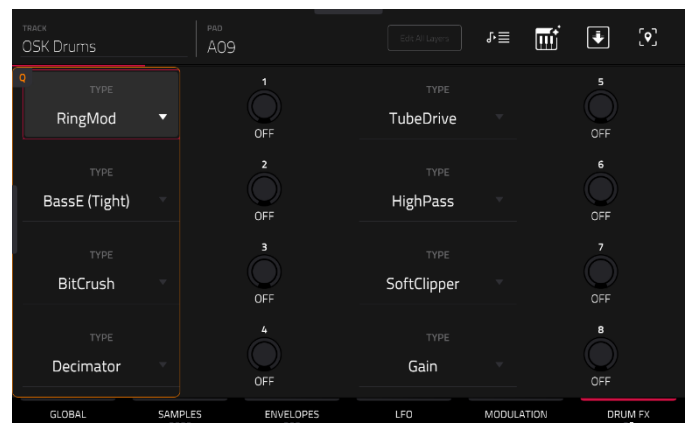 TRACK
OSK Drums
PAD
A09
Edit All Layers
Q
TYPE
RingMod
1
OFF
TYPE
TubeDrive
5
OFF
TYPE
BassE (Tight)
2
OFF
TYPE
HighPass
6
OFF
TYPE
BitCrush
3
OFF
TYPE
SoftClipper
7
OFF
TYPE
Decimator
4
OFF
TYPE
Gain
8
OFF
GLOBAL
SAMPLES
ENVELOPES
LFO
MODULATION
DRUM FX